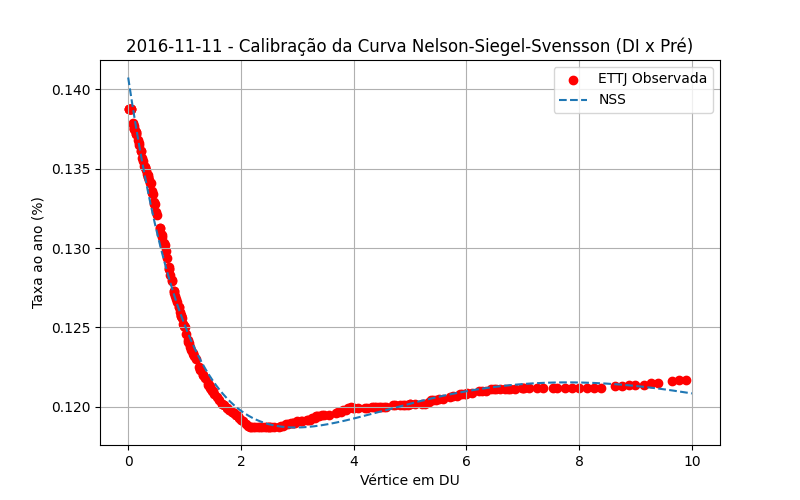 2016-11-11 - Calibração da Curva Nelson-Siegel-Svensson (DI x Pré)
ETTJ Observada
NSS
Taxa ao ano (%)
0.140
0.135
0.130
0.125
0.120
0 2 4 6 8 10
Vértice em DU